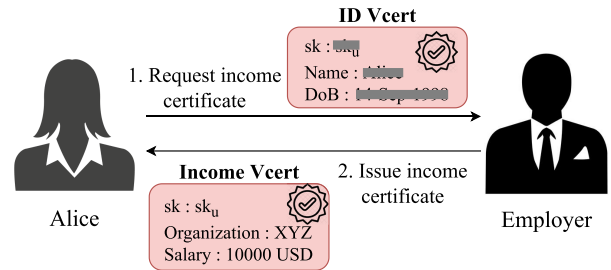 ID Vcert
sk :
Name :
DoB :
1. Request income
certificate
Income Vcert
sk : sku
Organization : XYZ
Salary : 10000 USD
2. Issue income
certificate
Alice
Employer